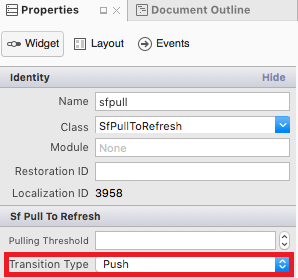 Properties Document Outline
Widget Layout Events
Identity Hide
Name sfpull
Class SfPullToRefresh
Module None
Restoration ID
Localization ID 3958
Sf Pull To Refresh
Pulling Threshold
Transition Type Push